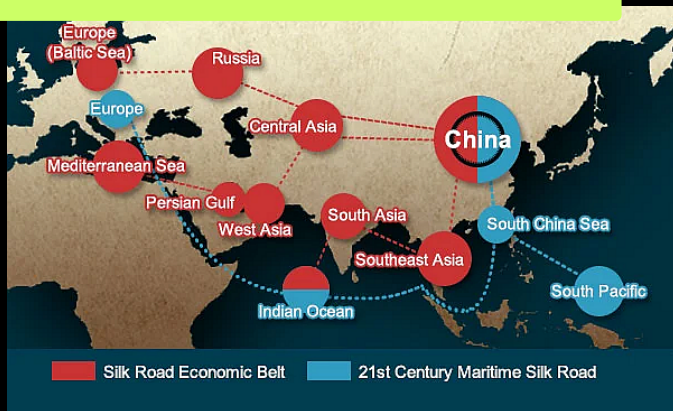 Europe
(Baltic Sea)
Russia
Europe
Central Asia
China
Mediterranean Sea
Persian Gulf
West Asia
South Asia
South China Sea
Southeast Asia
Indian Ocean
South Pacific
Silk Road Economic Belt
21st Century Maritime Silk Road